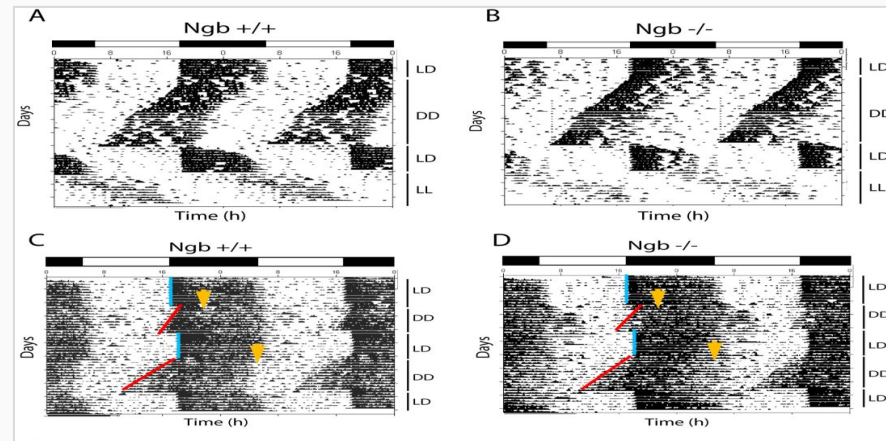 A
Ngb +/+
0 8 16 0 8 16 0
Days
LD
DD
LD
LL
Time (h)
B
Ngb -/-
0 8 16 0 8 16 0
Days
LD
DD
LD
LL
Time (h)
C
Ngb +/+
0 8 16 0 8 16 0
Days
LD
DD
LD
DD
LD
Time (h)
D
Ngb -/-
0 8 16 0 8 16 0
Days
LD
DD
LD
DD
LD
Time (h)